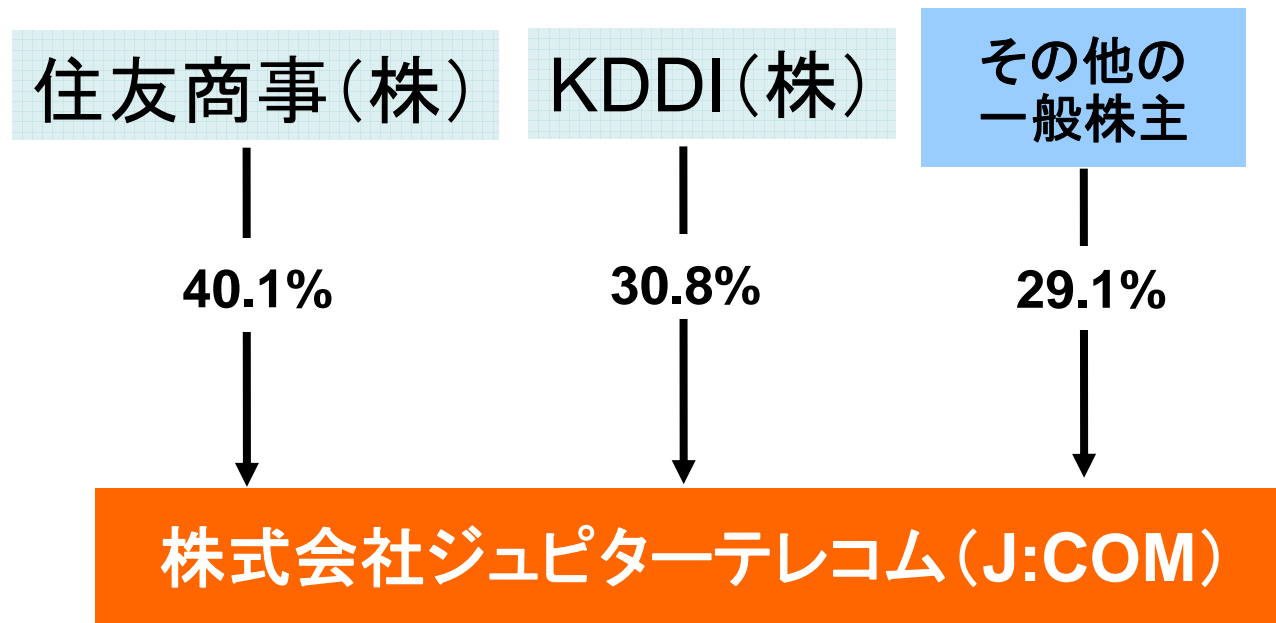 住友商事(株)
KDDI(株)
その他の
一般株主
40.1%
30.8%
29.1%
株式会社ジュピターテレコム(J:COM)